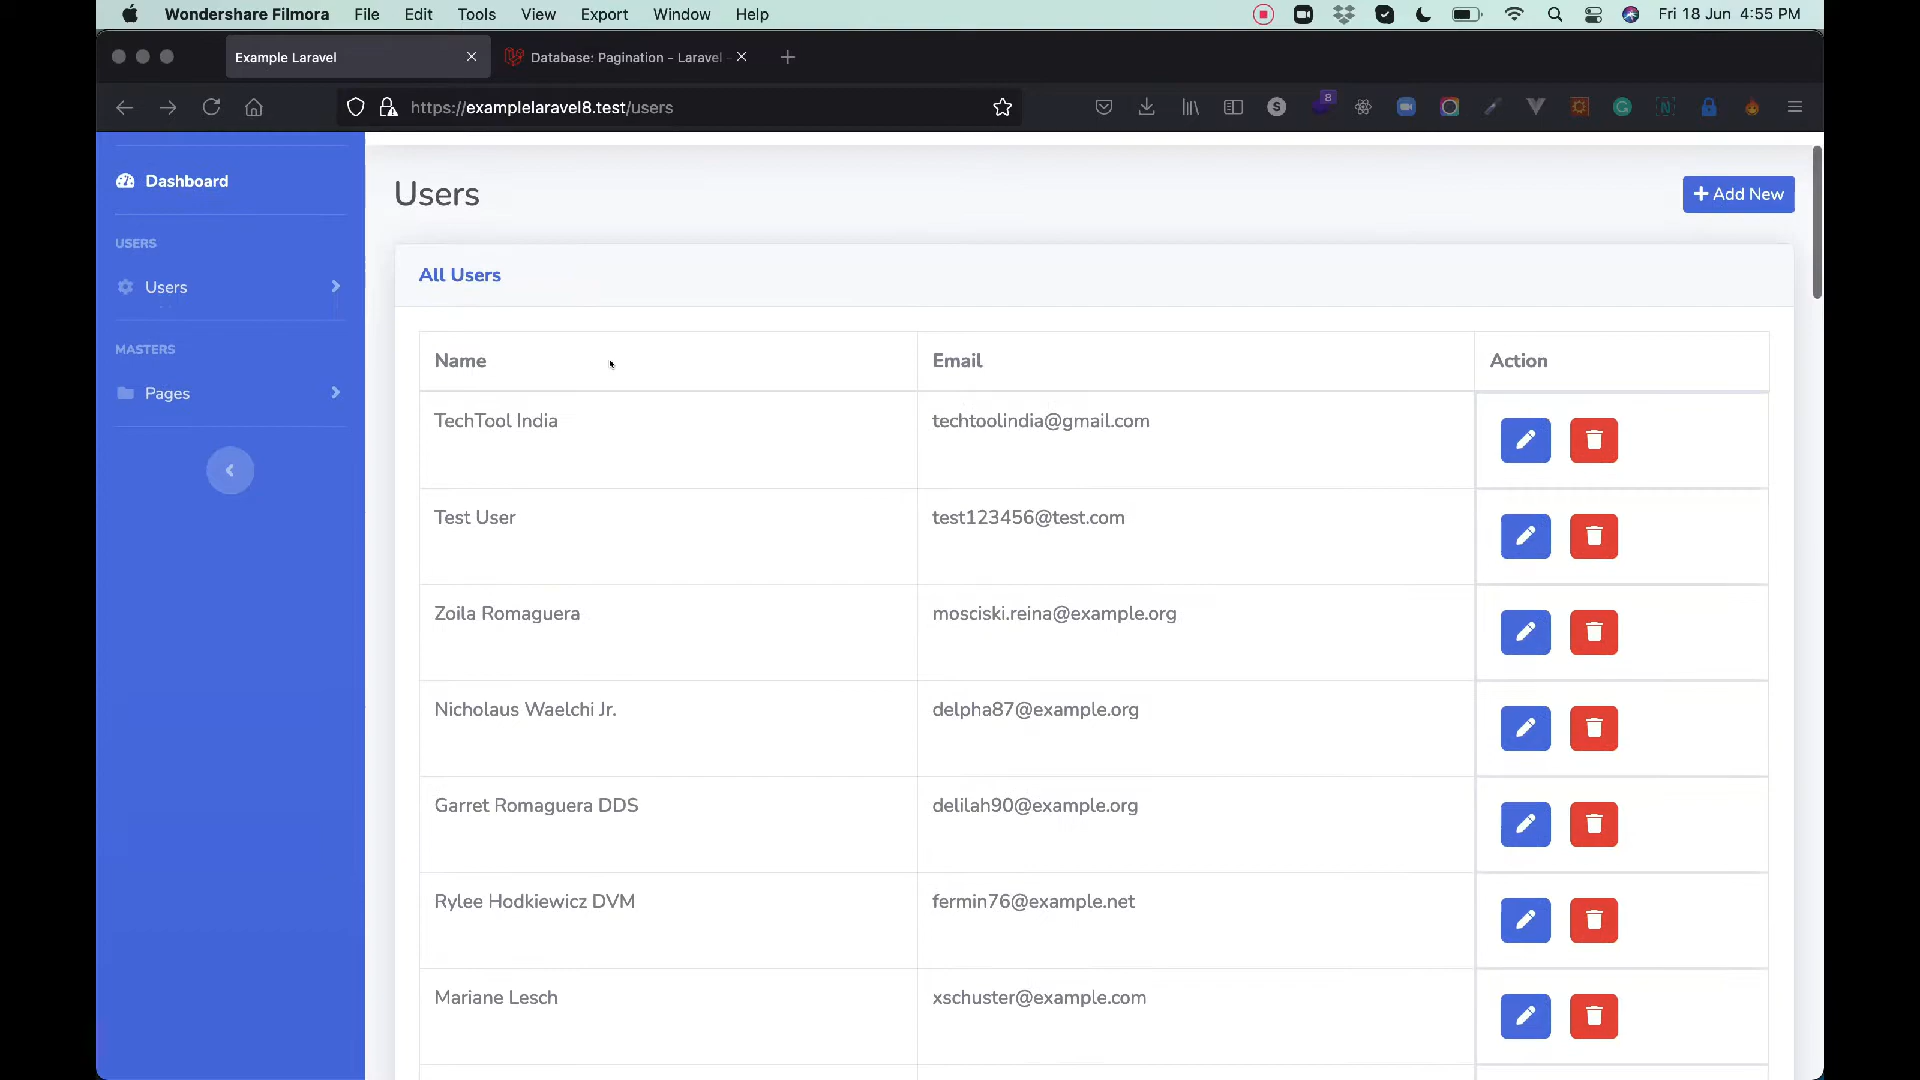 Wondershare Filmora File Edit Tools View Export Window Help Fri 18 Jun 4:55 PM
Example Laravel Database: Pagination - Laravel
https://examplelaravel8.test/users 8
Dashboard
Users
Add New
USERS
All Users
Users
MASTERS
Name Email Action
Pages
TechTool India techtoolindia@gmail.com
Test User test123456@test.com
Zoila Romaguera mosciski.reina@example.org
Nicholaus Waelchi Jr. delpha87@example.org
Garret Romaguera DDS delilah90@example.org
Rylee Hodkiewicz DVM fermin76@example.net
Mariane Lesch xschuster@example.com